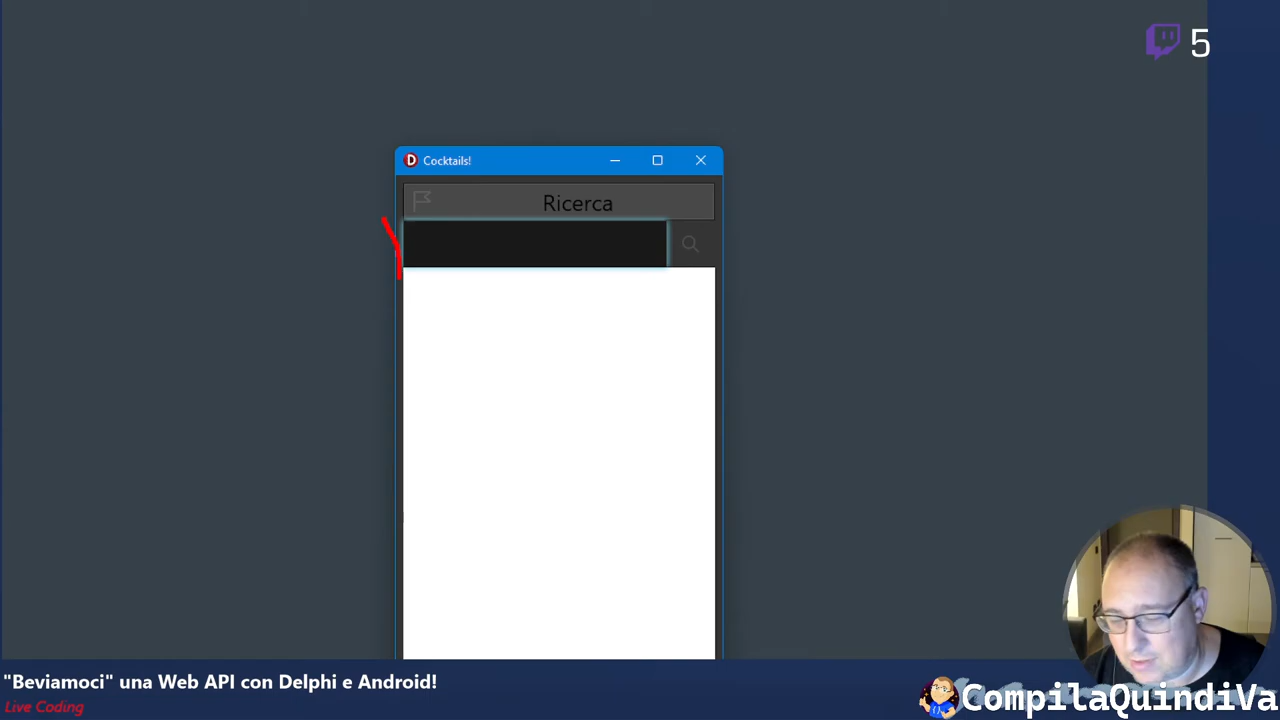 5
Cocktails!
Ricerca
"Beviamoci" una Web API con Delphi e Android!
Live Coding
CompilaQuindiVa